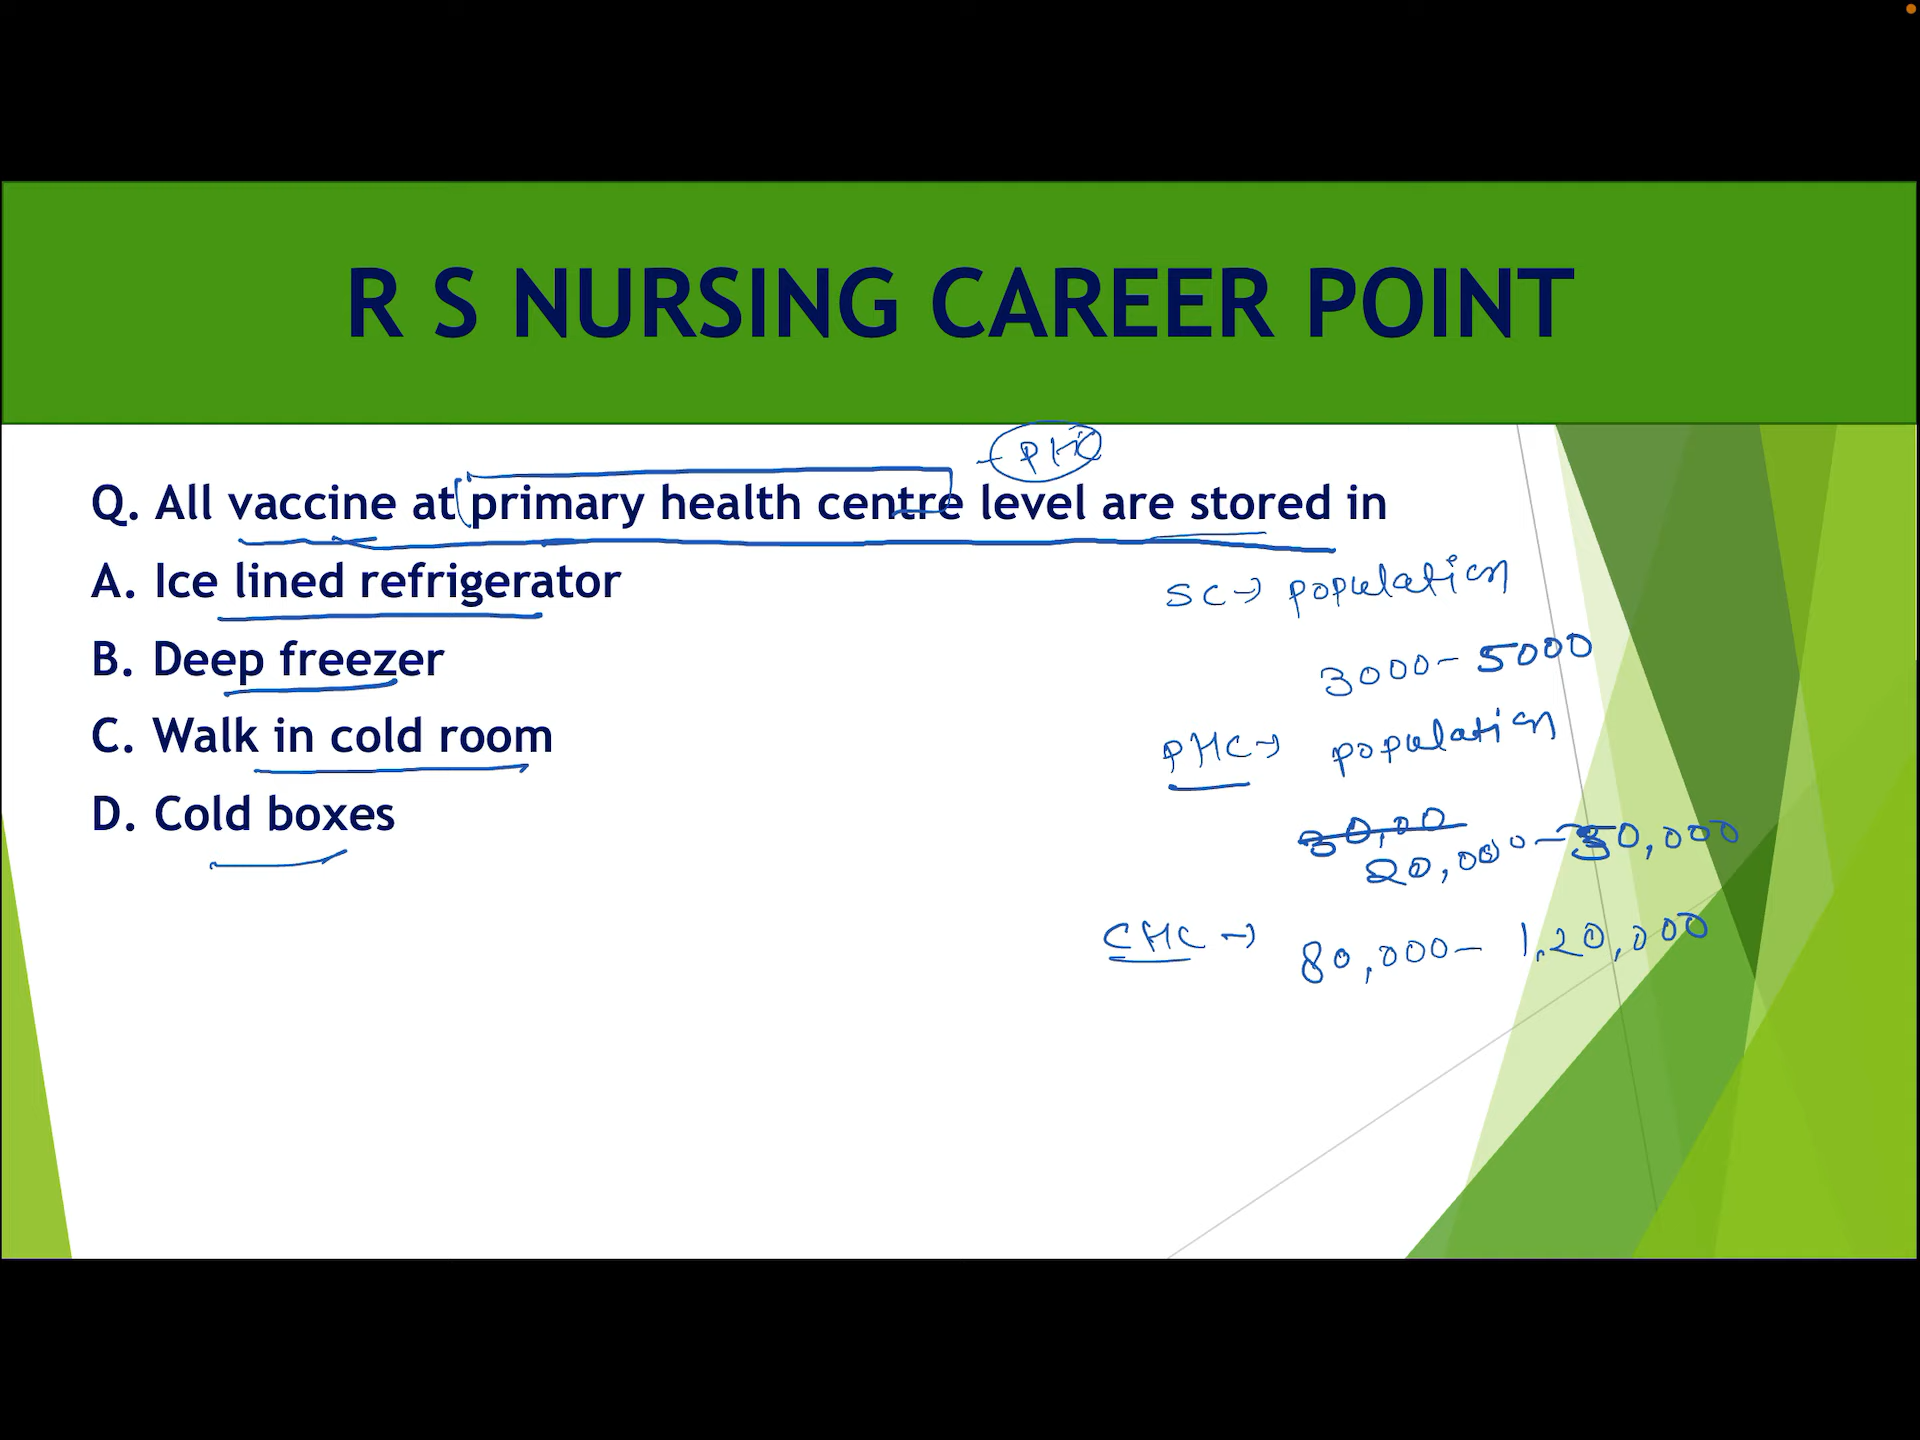 R S NURSING CAREER POINT
- PHC
Q. All vaccine at primary health centre level are stored in
A. Ice lined refrigerator
B. Deep freezer
C. Walk in cold room
D. Cold boxes
SC → population
3000 - 5000
PHC → population
30,00
20,000 - 30,000
CHC → 80,000 - 1,20,000